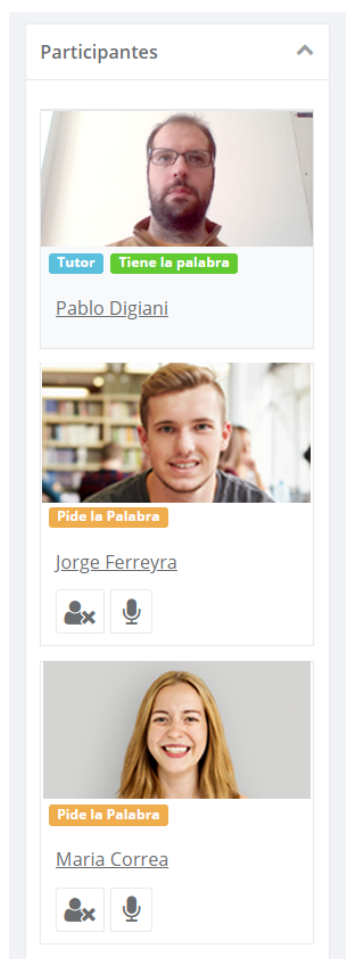 Participantes
Tutor Tiene la palabra
Pablo Digiani
Pide la Palabra
Jorge Ferreyra
Pide la Palabra
Maria Correa